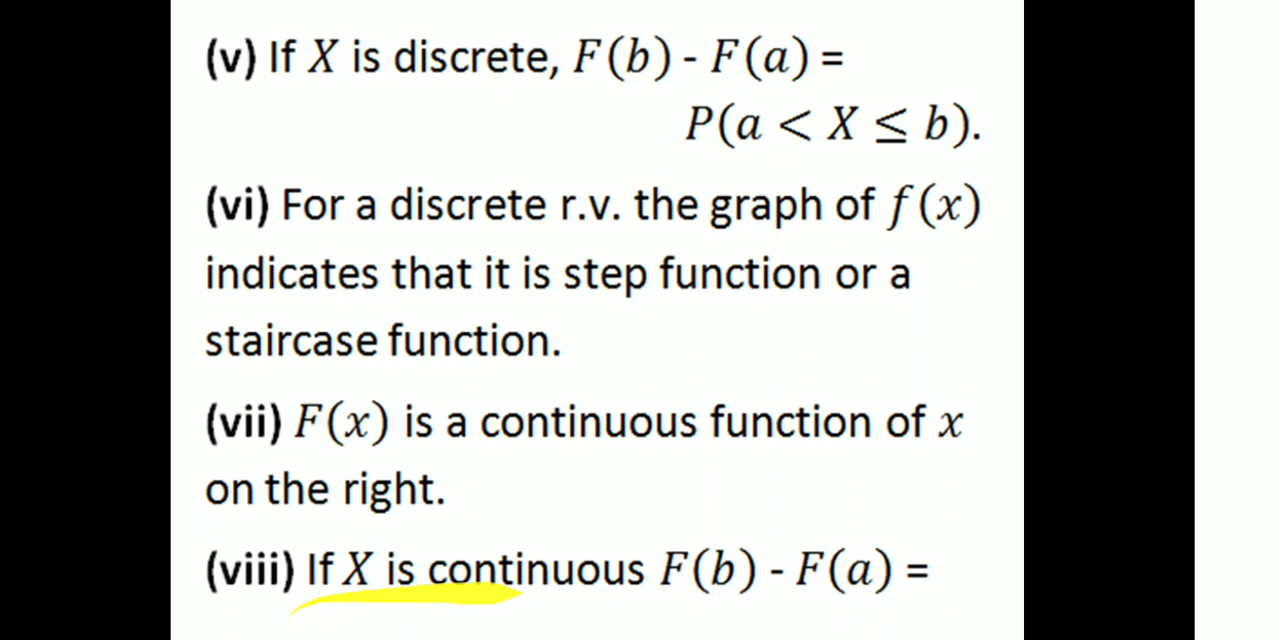 (v) If X is discrete, F(b) - F(a) =
P(a < X ≤ b).
(vi) For a discrete r.v. the graph of f(x)
indicates that it is step function or a
staircase function.
(vii) F(x) is a continuous function of x
on the right.
(viii) If X is continuous F(b) - F(a) =